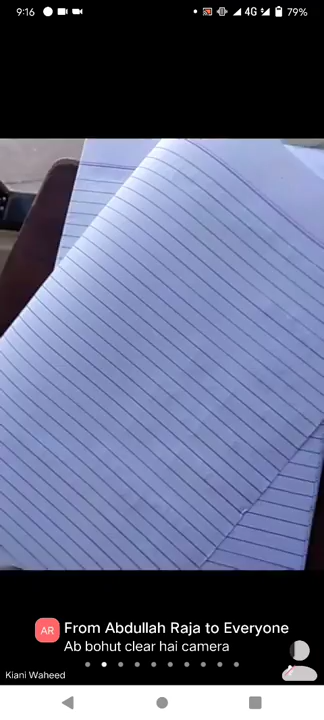 9:16
4G
79%
AR
From Abdullah Raja to Everyone
Ab bohut clear hai camera
Kiani Waheed